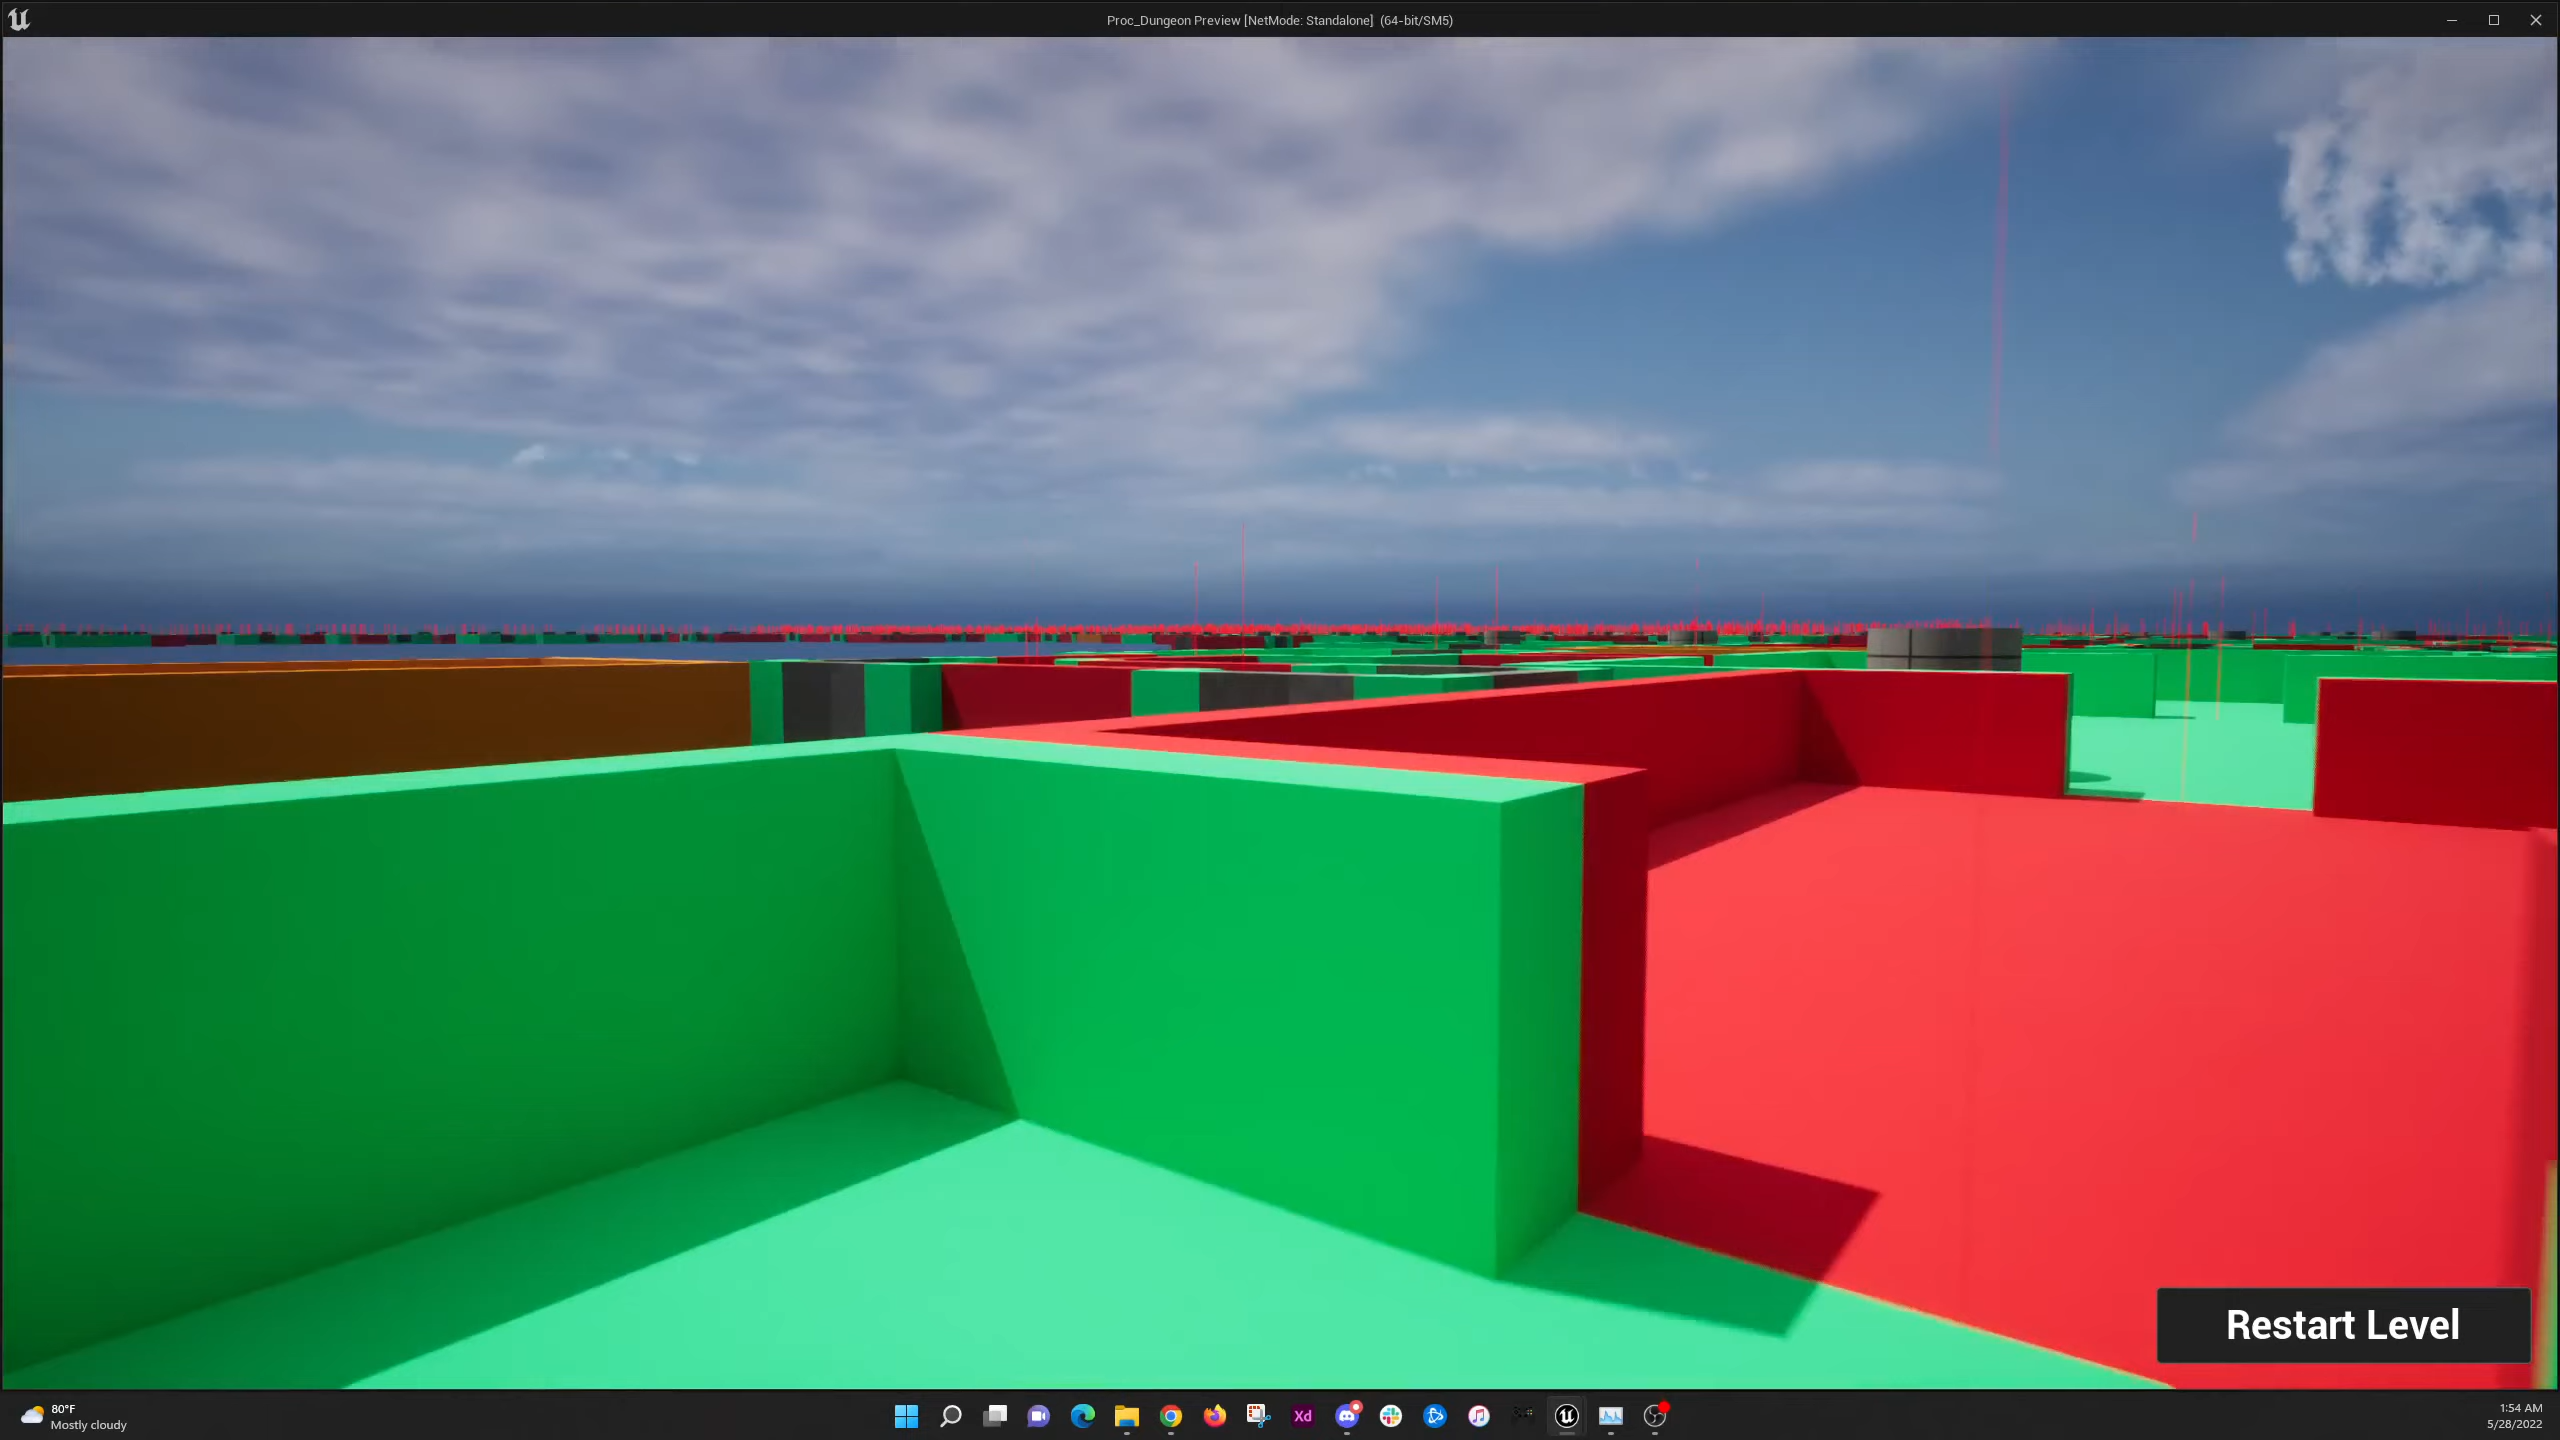 Proc_Dungeon Preview [NetMode: Standalone]  (64-bit/SM5)
Restart Level
80°F
Mostly cloudy
Xd
1:54 AM
5/28/2022